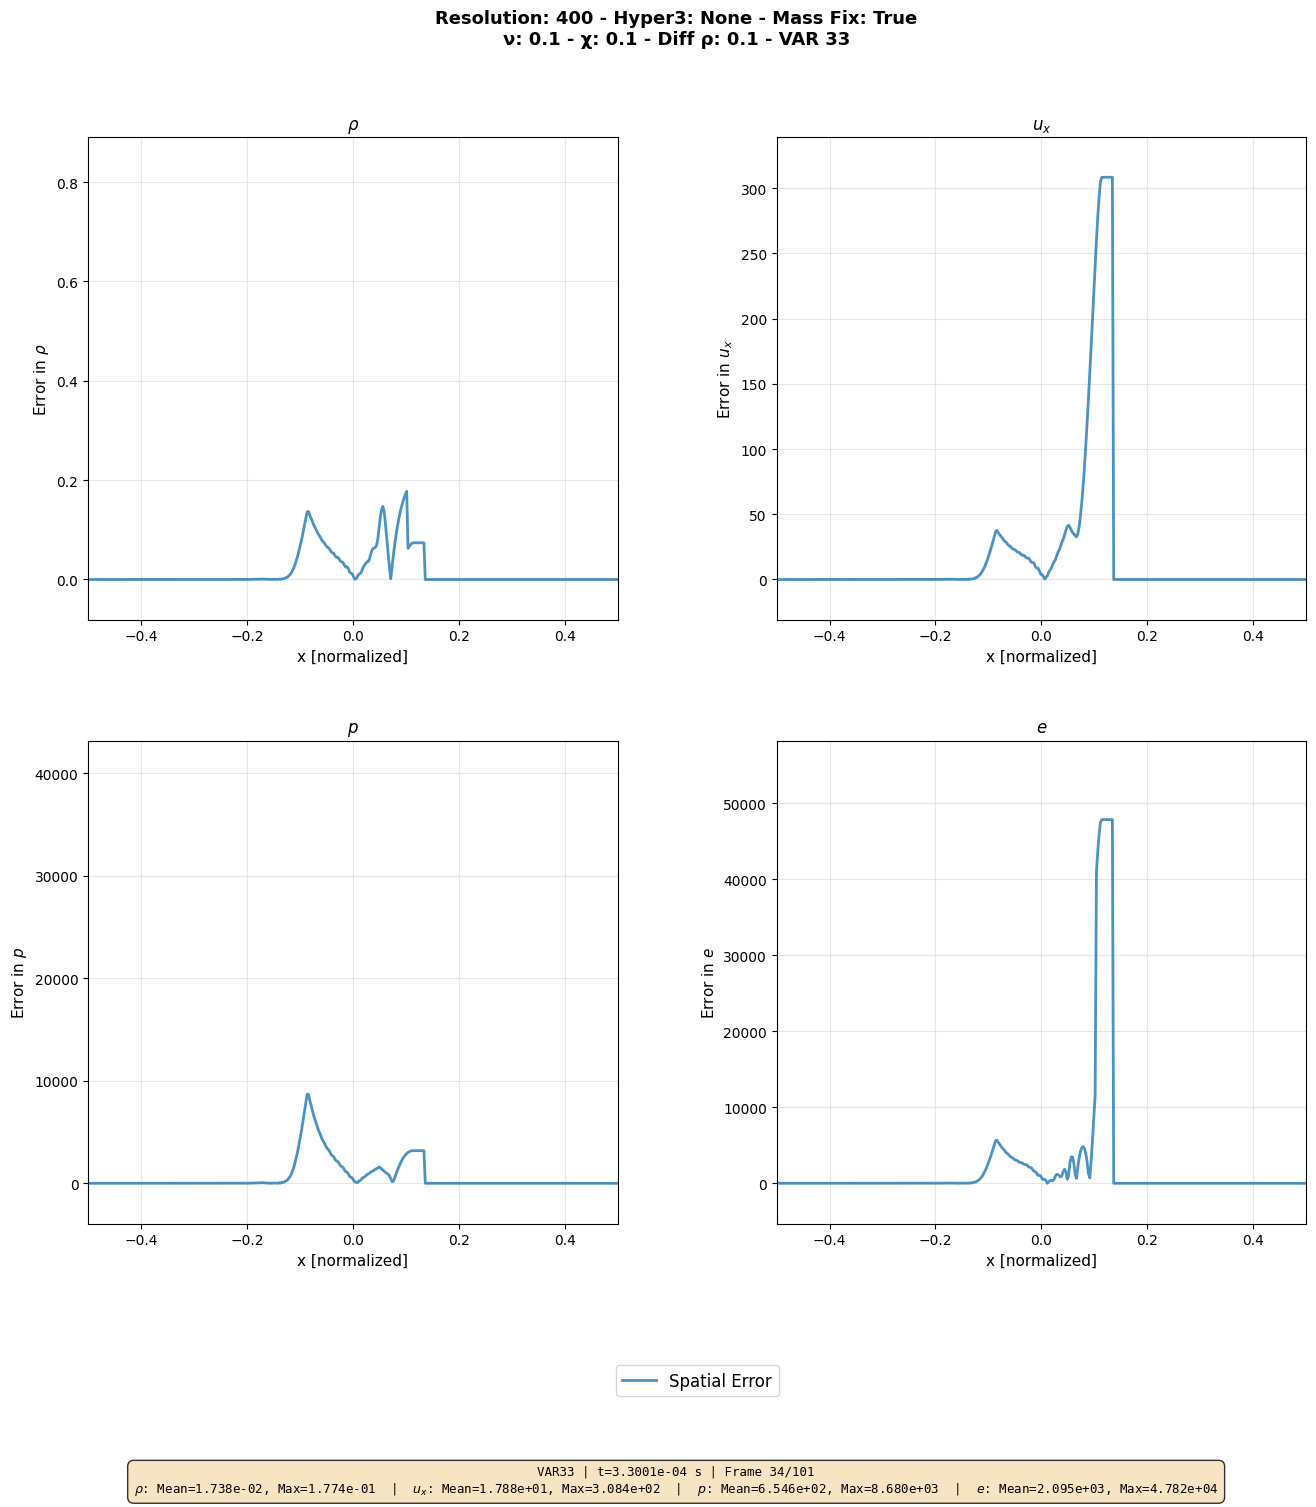 Resolution: 400 - Hyper3: None - Mass Fix: True
ν: 0.1 - χ: 0.1 - Diff ρ: 0.1 - VAR 33
ρ
Error in ρ
0.8
0.6
0.4
0.2
0.0
−0.4 −0.2 0.0 0.2 0.4
x [normalized]
u_x
Error in u_x
300
250
200
150
100
50
0
−0.4 −0.2 0.0 0.2 0.4
x [normalized]
p
Error in p
40000
30000
20000
10000
0
−0.4 −0.2 0.0 0.2 0.4
x [normalized]
e
Error in e
50000
40000
30000
20000
10000
0
−0.4 −0.2 0.0 0.2 0.4
x [normalized]
Spatial Error
VAR33 | t=3.3001e-04 s | Frame 34/101
ρ: Mean=1.738e-02, Max=1.774e-01 | u_x: Mean=1.788e+01, Max=3.084e+02 | p: Mean=6.546e+02, Max=8.680e+03 | e: Mean=2.095e+03, Max=4.782e+04